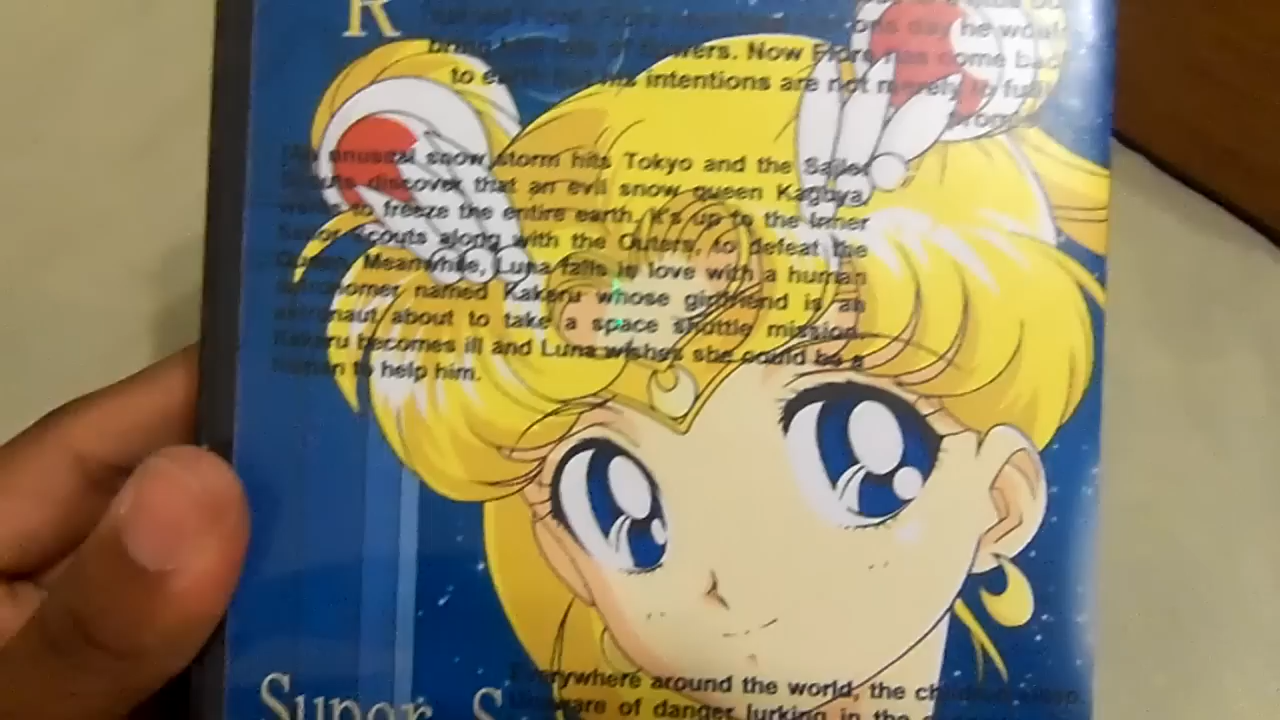 R
day he would
bring lots of flowers. Now Fiore has come back
to earth but his intentions are not merely to fulfill
An unusual snow storm hits Tokyo and the Sailor
Scouts discover that an evil snow queen Kaguya,
wants to freeze the entire earth. It's up to the Inner
Sailor Scouts along with the Outers, to defeat the
Queen. Meanwhile, Luna falls in love with a human
astronomer named Kakeru whose girlfriend is an
astronaut about to take a space shuttle mission.
Kakeru becomes ill and Luna wishes she could be a
human to help him.
Super S
Everywhere around the world, the children sleep
unaware of danger lurking in the